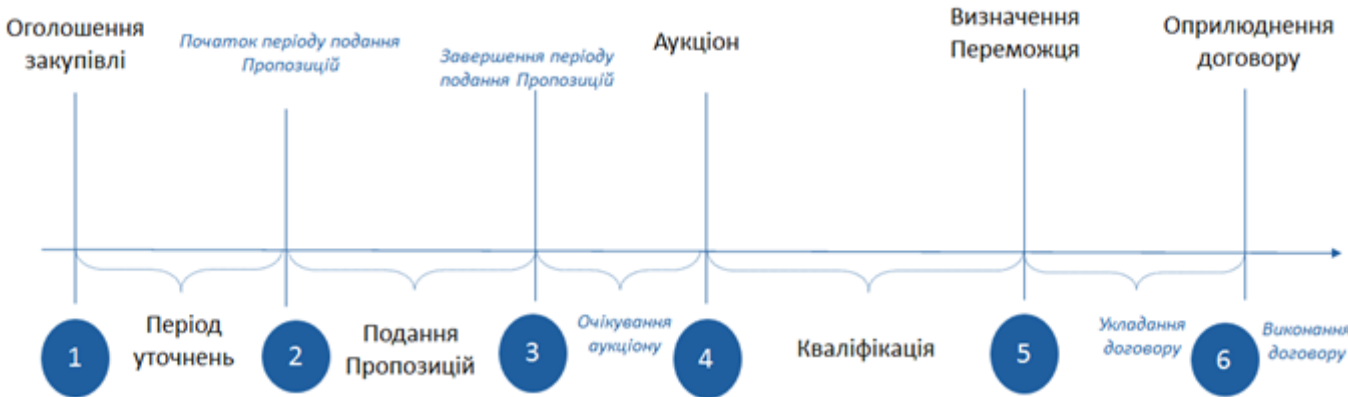 Оголошення
закупівлі
Початок періоду подання
Пропозицій
Завершення періоду
подання Пропозицій
Аукціон
Визначення
Переможця
Оприлюднення
договору
1
Період
уточнень
2
Подання
Пропозицій
3
Очікування
аукціону
4
Кваліфікація
5
Укладання
договору
6
Виконання
договору